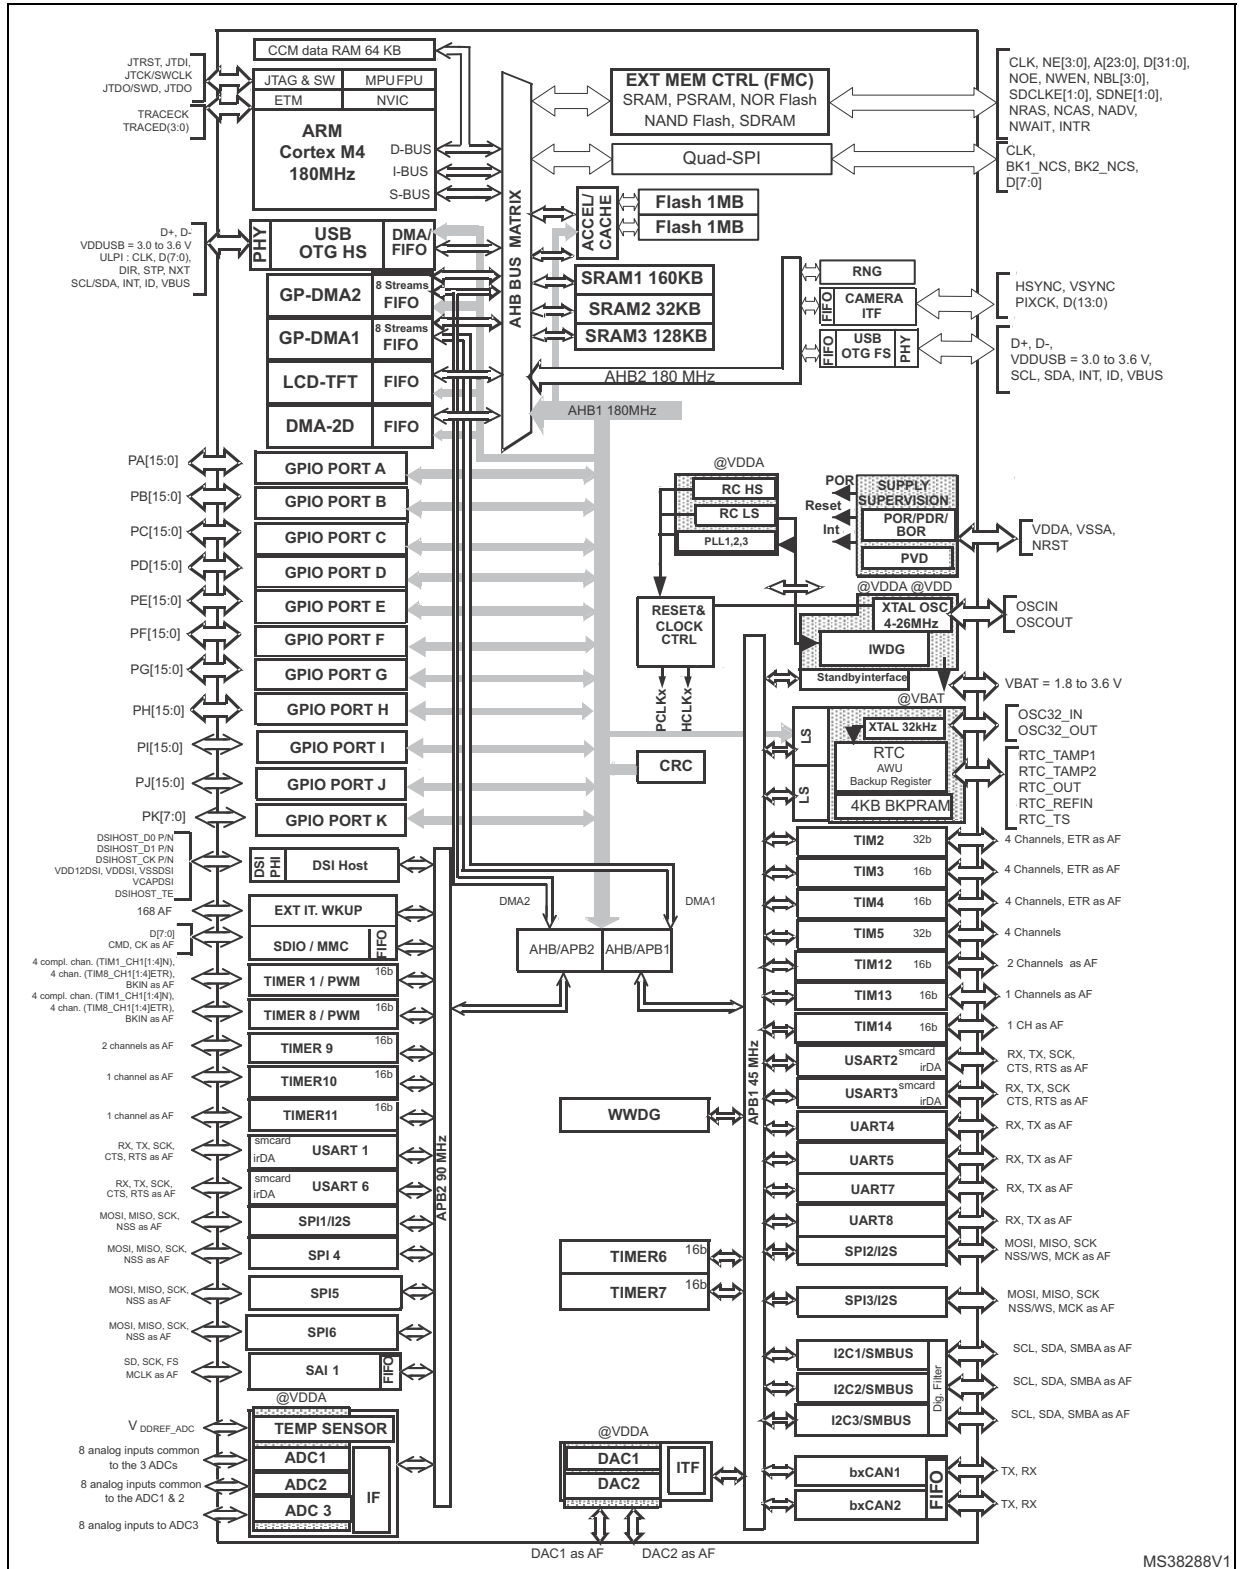 CCM data RAM 64 KB
JTRST, JTDI,
JTCK/SWCLK
JTDO/SWD, JTDO
TRACECK
TRACED(3:0)
JTAG & SW
MPU FPU
ETM
NVIC
ARM
Cortex M4
180MHz
D-BUS
I-BUS
S-BUS
AHB BUS MATRIX
EXT MEM CTRL (FMC)
SRAM, PSRAM, NOR Flash
NAND Flash, SDRAM
CLK, NE[3:0], A[23:0], D[31:0],
NOE, NWEN, NBL[3:0],
SDCLKE[1:0], SDNE[1:0],
NRAS, NCAS, NADV,
NWAIT, INTR
Quad-SPI
CLK,
BK1_NCS, BK2_NCS,
D[7:0]
ACCEL/
CACHE
Flash 1MB
Flash 1MB
SRAM1 160KB
SRAM2 32KB
SRAM3 128KB
D+, D-
VDDUSB = 3.0 to 3.6 V
ULPI : CLK, D(7:0),
DIR, STP, NXT
SCL/SDA, INT, ID, VBUS
PHY
USB
OTG HS
DMA/
FIFO
GP-DMA2
8 Streams
FIFO
GP-DMA1
8 Streams
FIFO
LCD-TFT
FIFO
DMA-2D
FIFO
RNG
FIFO
CAMERA
ITF
HSYNC, VSYNC
PIXCK, D(13:0)
FIFO
USB
OTG FS
PHY
D+, D-,
VDDUSB = 3.0 to 3.6 V,
SCL, SDA, INT, ID, VBUS
AHB2 180 MHz
AHB1 180MHz
PA[15:0]
GPIO PORT A
PB[15:0]
GPIO PORT B
PC[15:0]
GPIO PORT C
PD[15:0]
GPIO PORT D
PE[15:0]
GPIO PORT E
PF[15:0]
GPIO PORT F
PG[15:0]
GPIO PORT G
PH[15:0]
GPIO PORT H
PI[15:0]
GPIO PORT I
PJ[15:0]
GPIO PORT J
PK[7:0]
GPIO PORT K
@VDDA
RC HS
RC LS
PLL1,2,3
RESET&
CLOCK
CTRL
PCLKx
HCLKx
CRC
POR
Reset
Int
SUPPLY
SUPERVISION
POR/PDR/
BOR
PVD
VDDA, VSSA,
NRST
@VDDA @VDD
XTAL OSC
4-26MHz
OSCIN
OSCOUT
IWDG
Standbyinterface
VBAT = 1.8 to 3.6 V
@VBAT
LS
LS
XTAL 32kHz
OSC32_IN
OSC32_OUT
RTC
AWU
Backup Register
4KB BKPRAM
RTC_TAMP1
RTC_TAMP2
RTC_OUT
RTC_REFIN
RTC_TS
DSIHOST_D0 P/N
DSIHOST_D1 P/N
DSIHOST_CK P/N
VDD12DSI, VDDSI, VSSDSI
VCAPDSI
DSIHOST_TE
DSI
PHI
DSI Host
168 AF
EXT IT. WKUP
D[7:0]
CMD, CK as AF
SDIO / MMC
FIFO
4 compl. chan. (TIM1_CH1[1:4]N),
4 chan. (TIM8_CH1[1:4]ETR),
BKIN as AF
TIMER 1 / PWM
16b
4 compl. chan. (TIM1_CH1[1:4]N),
4 chan. (TIM8_CH1[1:4]ETR),
BKIN as AF
TIMER 8 / PWM
16b
2 channels as AF
TIMER 9
16b
1 channel as AF
TIMER10
16b
1 channel as AF
TIMER11
16b
RX, TX, SCK,
CTS, RTS as AF
smcard
irDA
USART 1
RX, TX, SCK,
CTS, RTS as AF
smcard
irDA
USART 6
MOSI, MISO, SCK,
NSS as AF
SPI1/I2S
MOSI, MISO, SCK,
NSS as AF
SPI 4
MOSI, MISO, SCK,
NSS as AF
SPI5
MOSI, MISO, SCK,
NSS as AF
SPI6
SD, SCK, FS
MCLK as AF
SAI 1
FIFO
@VDDA
VDDREF_ADC
TEMP SENSOR
8 analog inputs common
to the 3 ADCs
ADC1
8 analog inputs common
to the ADC1 & 2
ADC2
8 analog inputs to ADC3
ADC 3
IF
APB2 90 MHz
DMA2
DMA1
AHB/APB2
AHB/APB1
WWDG
TIMER6
16b
TIMER7
16b
@VDDA
DAC1
DAC2
ITF
DAC1 as AF
DAC2 as AF
APB1 45 MHz
TIM2
32b
4 Channels, ETR as AF
TIM3
16b
4 Channels, ETR as AF
TIM4
16b
4 Channels, ETR as AF
TIM5
32b
4 Channels
TIM12
16b
2 Channels as AF
TIM13
16b
1 Channels as AF
TIM14
16b
1 CH as AF
USART2
smcard
irDA
RX, TX, SCK,
CTS, RTS as AF
USART3
smcard
irDA
RX, TX, SCK
CTS, RTS as AF
UART4
RX, TX as AF
UART5
RX, TX as AF
UART7
RX, TX as AF
UART8
RX, TX as AF
SPI2/I2S
MOSI, MISO, SCK
NSS/WS, MCK as AF
SPI3/I2S
MOSI, MISO, SCK
NSS/WS, MCK as AF
I2C1/SMBUS
SCL, SDA, SMBA as AF
I2C2/SMBUS
SCL, SDA, SMBA as AF
I2C3/SMBUS
SCL, SDA, SMBA as AF
Dig. Filter
bxCAN1
TX, RX
bxCAN2
TX, RX
FIFO
MS38288V1